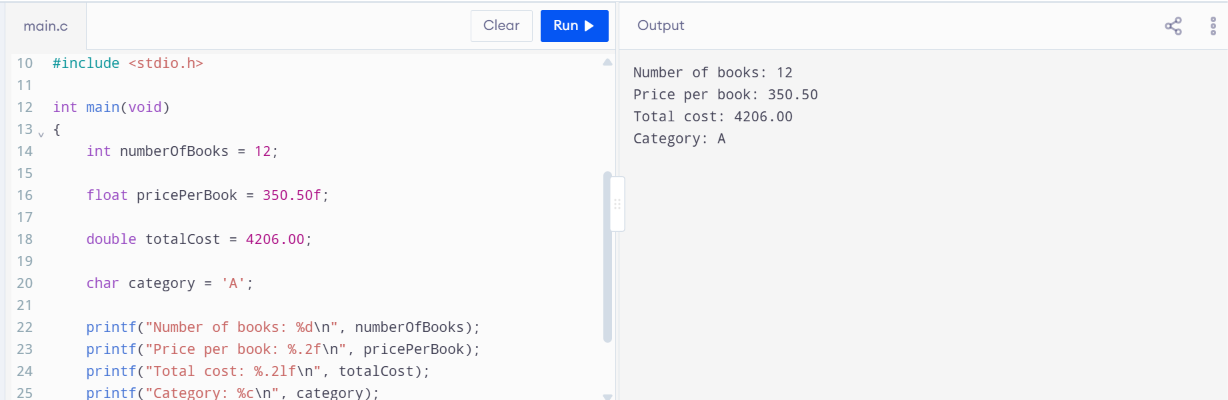 main.c
Clear
Run
Output
10 #include <stdio.h>
11
12 int main(void)
13 {
14 int numberOfBooks = 12;
15
16 float pricePerBook = 350.50f;
17
18 double totalCost = 4206.00;
19
20 char category = 'A';
21
22 printf("Number of books: %d\n", numberOfBooks);
23 printf("Price per book: %.2f\n", pricePerBook);
24 printf("Total cost: %.2lf\n", totalCost);
25 printf("Category: %c\n", category);
Number of books: 12
Price per book: 350.50
Total cost: 4206.00
Category: A